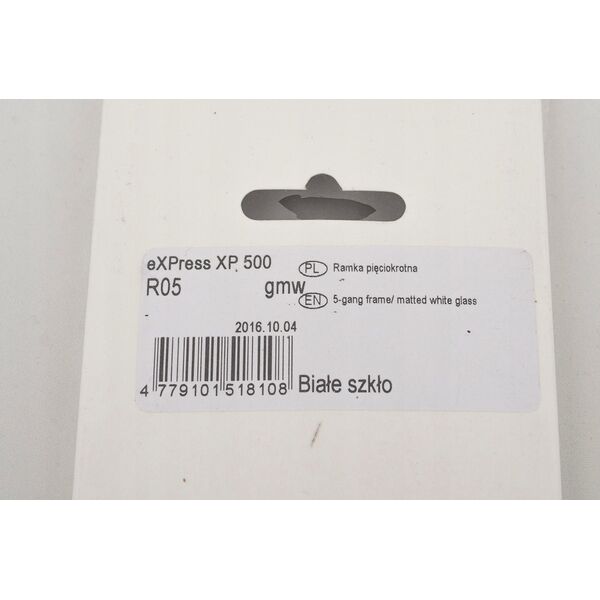 eXPress XP 500
R05 gmw
PL Ramka pięciokrotna
EN 5-gang frame/ matted white glass
2016.10.04
4 779101 518108
Białe szkło